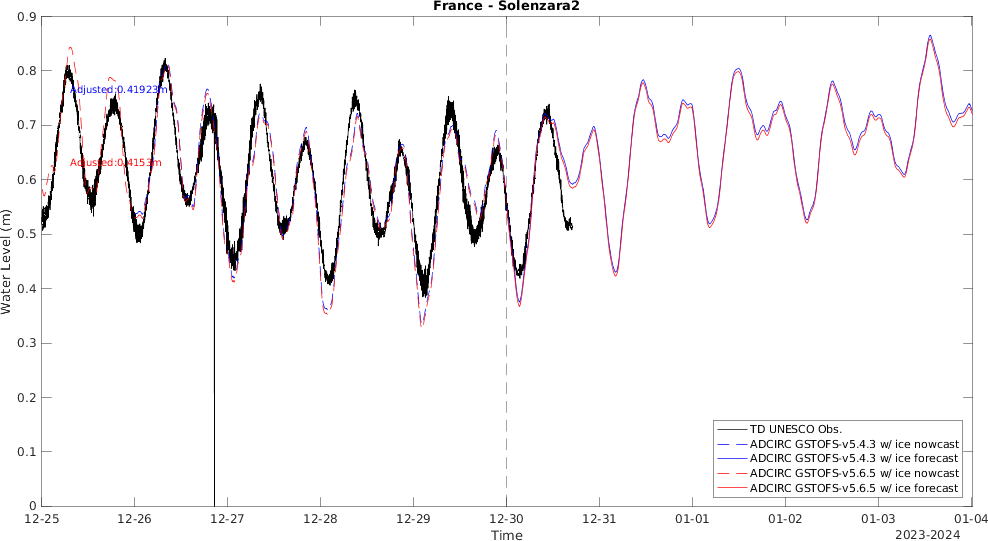 France - Solenzara2
0.9
0.8
0.7
0.6
0.5
0.4
0.3
0.2
0.1
0
Water Level (m)
Adjusted:0.41923m
Adjusted:0.4153m
TD UNESCO Obs.
ADCIRC GSTOFS-v5.4.3 w/ ice nowcast
ADCIRC GSTOFS-v5.4.3 w/ ice forecast
ADCIRC GSTOFS-v5.6.5 w/ ice nowcast
ADCIRC GSTOFS-v5.6.5 w/ ice forecast
12-25 12-26 12-27 12-28 12-29 12-30 12-31 01-01 01-02 01-03 01-04
Time
2023-2024